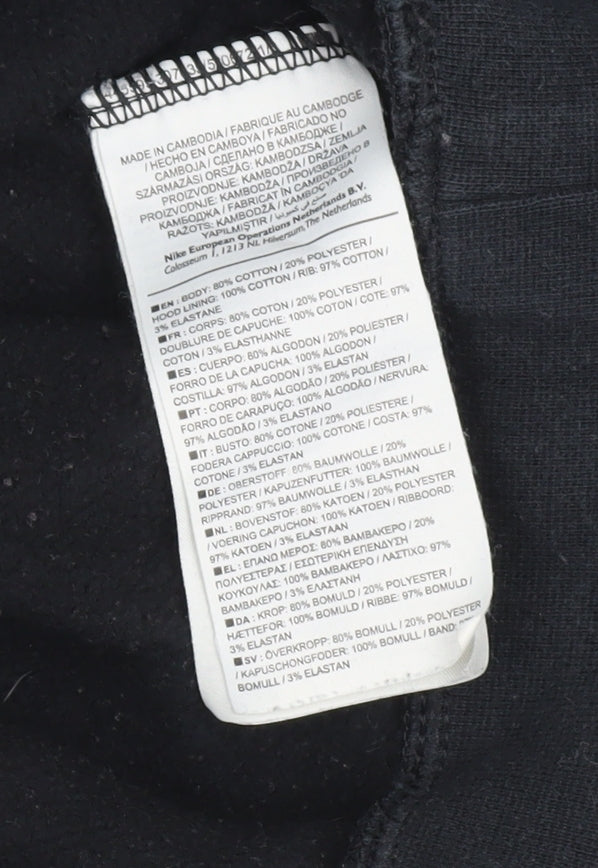 MADE IN CAMBODIA / FABRIQUE AU CAMBODGE
/ HECHO EN CAMBOYA / FABRICADO NO
CAMBOJA / СДЕЛАНО В КАМБОДЖЕ /
SZÁRMAZÁSI ORSZÁG: KAMBODZSA / ZEMLJA
PROIZVODNJE: KAMBODŽA / DRŽAVA
PROIZVODNJE: KAMBODŽA / ПРОИЗВЕДЕНО В
КАМБОДЖА / FABRICAT ÎN CAMBODGIA /
RAŽOTS: KAMBODŽĀ / KAMBOÇYA 'DA
YAPILMIŞTIR / صنع في كمبوديا
Nike European Operations Netherlands B.V.
Colosseum 1, 1213 NL Hilversum, The Netherlands
EN : BODY: 80% COTTON / 20% POLYESTER /
HOOD LINING: 100% COTTON / RIB: 97% COTTON /
3% ELASTANE
FR : CORPS: 80% COTON / 20% POLYESTER /
DOUBLURE DE CAPUCHE: 100% COTON / COTE: 97%
COTON / 3% ELASTHANNE
ES : CUERPO: 80% ALGODON / 20% POLIESTER /
FORRO DE LA CAPUCHA: 100% ALGODON /
COSTILLA: 97% ALGODON / 3% ELASTAN
PT : CORPO: 80% ALGODÃO / 20% POLIÉSTER /
FORRO DE CARAPUÇO: 100% ALGODÃO / NERVURA:
97% ALGODÃO / 3% ELASTANO
IT : BUSTO: 80% COTONE / 20% POLIESTERE /
FODERA CAPPUCCIO: 100% COTONE / COSTA: 97%
COTONE / 3% ELASTAN
DE : OBERSTOFF: 80% BAUMWOLLE / 20%
POLYESTER / KAPUZENFUTTER: 100% BAUMWOLLE /
RIPPRAND: 97% BAUMWOLLE / 3% ELASTHAN
NL : BOVENSTOF: 80% KATOEN / 20% POLYESTER
/ VOERING CAPUCHON: 100% KATOEN / RIBBOORD:
97% KATOEN / 3% ELASTAAN
EL : ΕΠΑΝΩ ΜΕΡΟΣ: 80% ΒΑΜΒΑΚΕΡΟ / 20%
ΠΟΛΥΕΣΤΕΡΑΣ / ΕΣΩΤΕΡΙΚΗ ΕΠΕΝΔΥΣΗ
ΚΟΥΚΟΥΛΑΣ: 100% ΒΑΜΒΑΚΕΡΟ / ΛΑΣΤΙΧΟ: 97%
ΒΑΜΒΑΚΕΡΟ / 3% ΕΛΑΣΤΑΝΗ
DA : KROP: 80% BOMULD / 20% POLYESTER /
HÆTTEFOR: 100% BOMULD / RIBBE: 97% BOMULD /
3% ELASTAN
SV : ÖVERKROPP: 80% BOMULL / 20% POLYESTER
/ KAPUSCHONGFODER: 100% BOMULL / BAND:
BOMULL / 3% ELASTAN